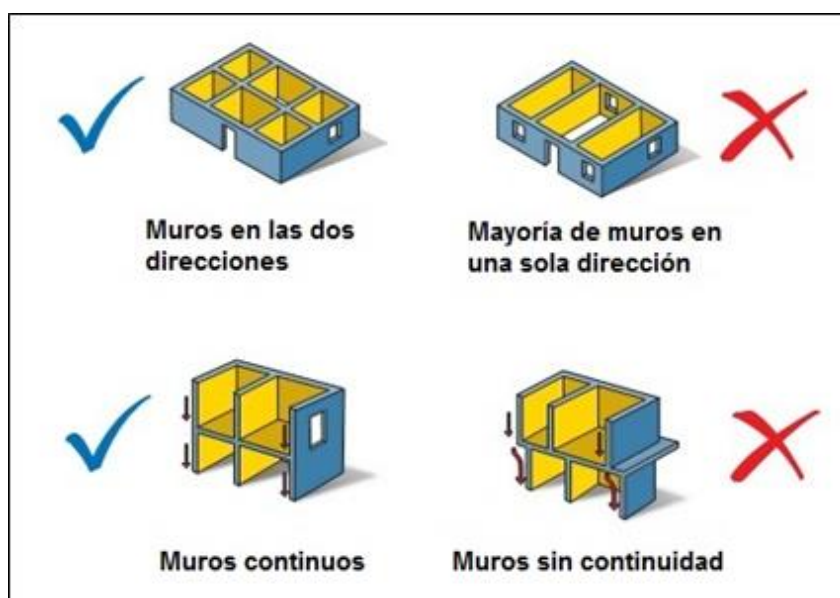 Muros en las dos
direcciones
Mayoría de muros en
una sola dirección
Muros continuos
Muros sin continuidad